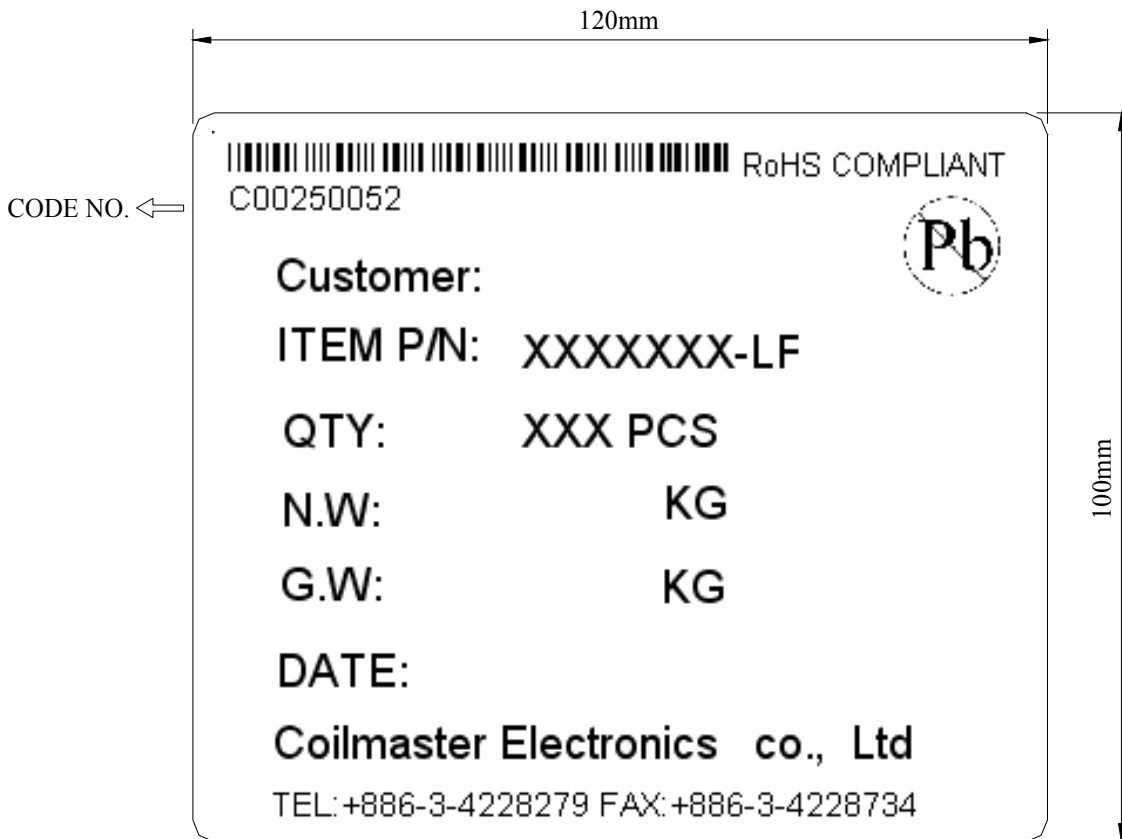 120mm
RoHS COMPLIANT
C00250052
CODE NO.
Pb
Customer:
ITEM P/N: XXXXXXX-LF
QTY: XXX PCS
N.W: KG
G.W: KG
100mm
DATE:
Coilmaster Electronics co., Ltd
TEL:+886-3-4228279 FAX:+886-3-4228734